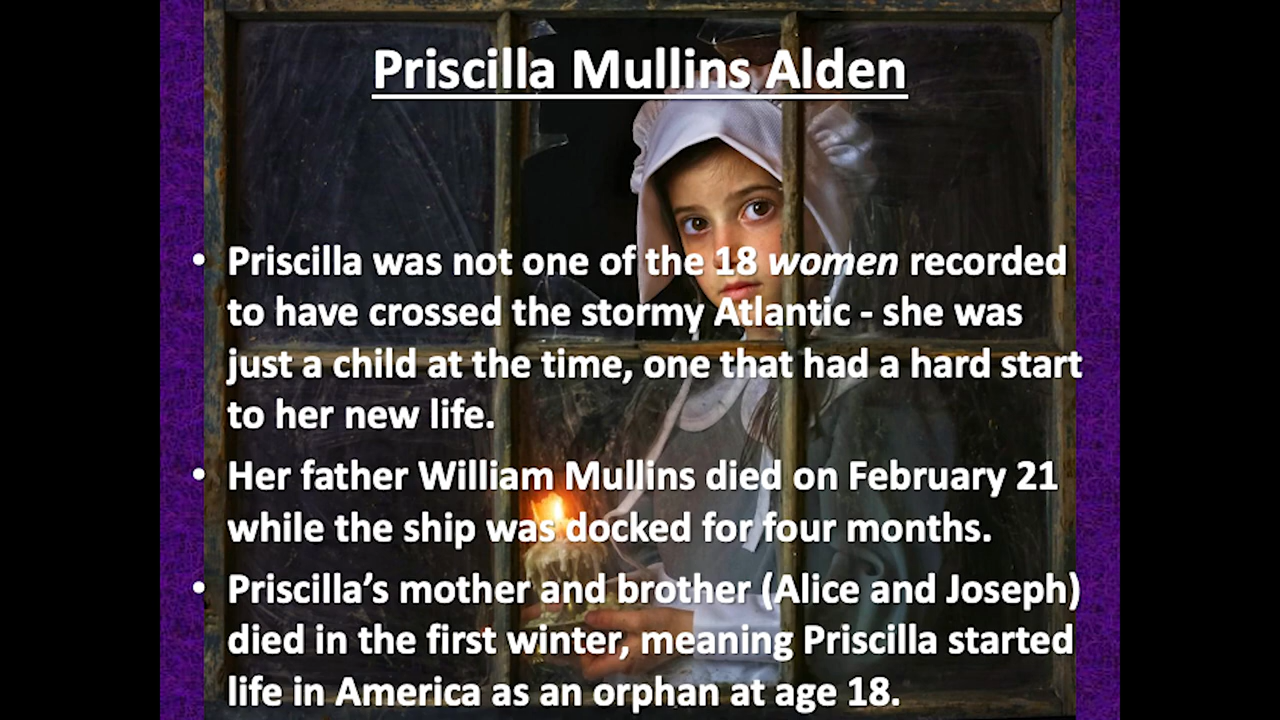 Priscilla Mullins Alden
• Priscilla was not one of the 18 women recorded
to have crossed the stormy Atlantic - she was
just a child at the time, one that had a hard start
to her new life.
• Her father William Mullins died on February 21
while the ship was docked for four months.
• Priscilla’s mother and brother (Alice and Joseph)
died in the first winter, meaning Priscilla started
life in America as an orphan at age 18.